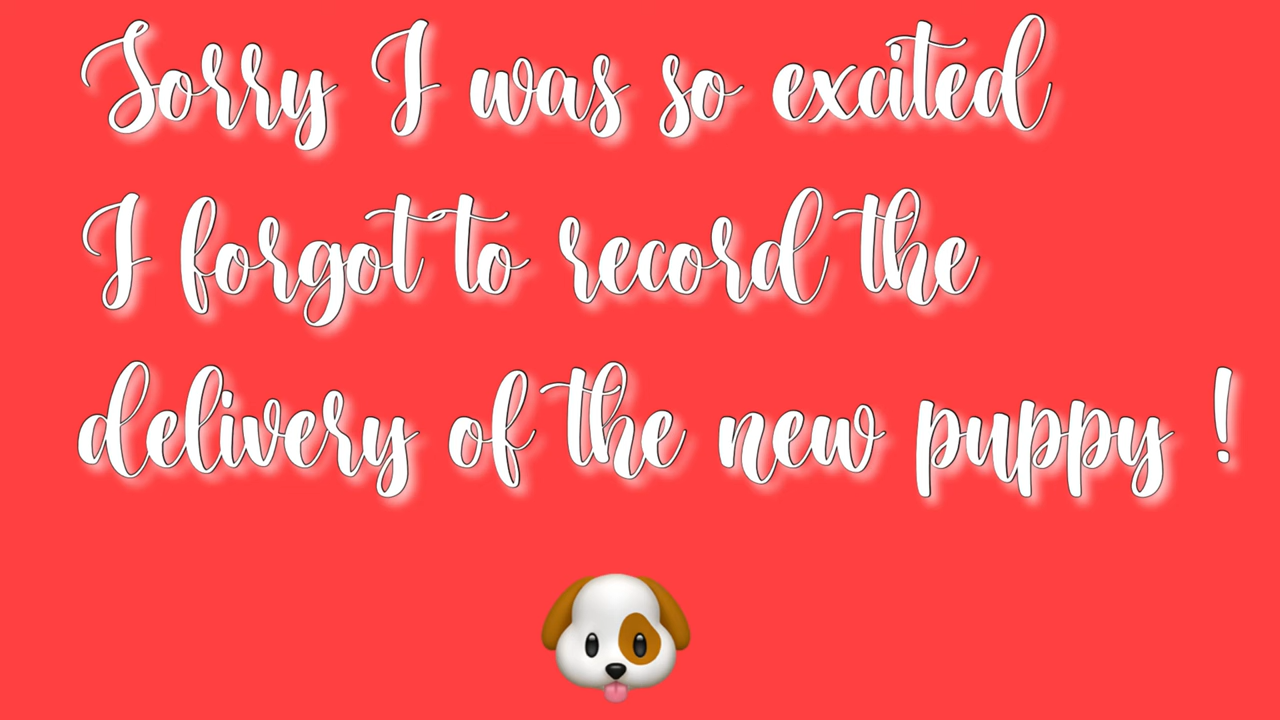 Sorry I was so excited
I forgot to record the
delivery of the new puppy !